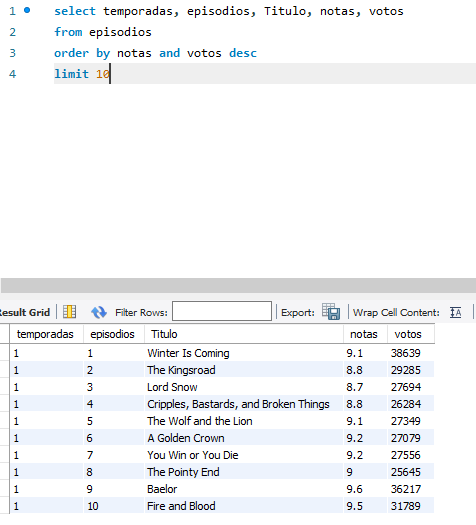 1 select temporadas, episodios, Titulo, notas, votos
2 from episodios
3 order by notas and votos desc
4 limit 10
Result Grid Filter Rows: Export: Wrap Cell Content: IA
temporadas episodios Titulo notas votos
1 1 Winter Is Coming 9.1 38639
1 2 The Kingsroad 8.8 29285
1 3 Lord Snow 8.7 27694
1 4 Cripples, Bastards, and Broken Things 8.8 26284
1 5 The Wolf and the Lion 9.1 27349
1 6 A Golden Crown 9.2 27079
1 7 You Win or You Die 9.2 27556
1 8 The Pointy End 9 25645
1 9 Baelor 9.6 36217
1 10 Fire and Blood 9.5 31789